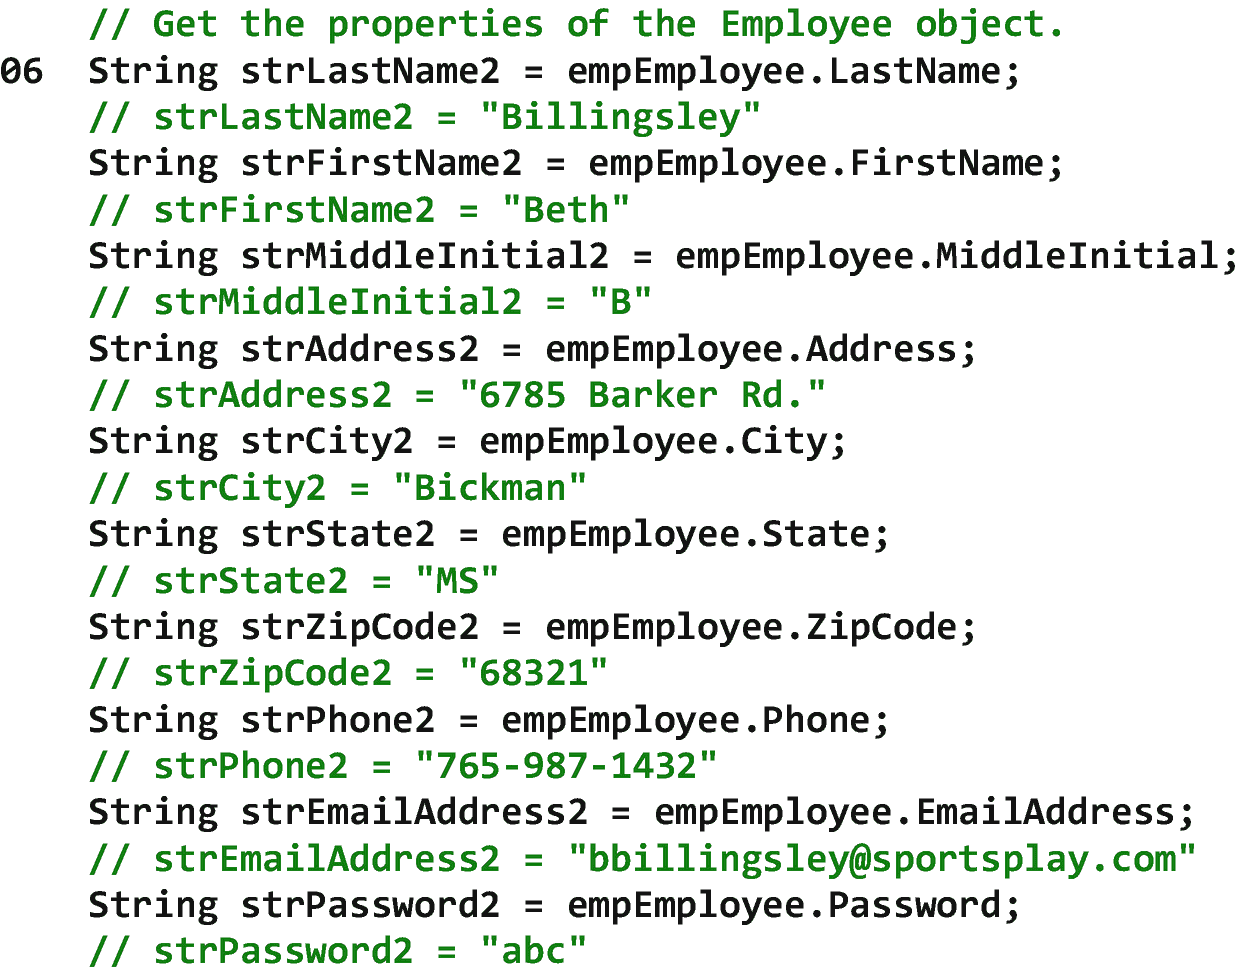 // Get the properties of the Employee object.
06 String strLastName2 = empEmployee.LastName;
// strLastName2 = "Billingsley"
String strFirstName2 = empEmployee.FirstName;
// strFirstName2 = "Beth"
String strMiddleInitial2 = empEmployee.MiddleInitial;
// strMiddleInitial2 = "B"
String strAddress2 = empEmployee.Address;
// strAddress2 = "6785 Barker Rd."
String strCity2 = empEmployee.City;
// strCity2 = "Bickman"
String strState2 = empEmployee.State;
// strState2 = "MS"
String strZipCode2 = empEmployee.ZipCode;
// strZipCode2 = "68321"
String strPhone2 = empEmployee.Phone;
// strPhone2 = "765-987-1432"
String strEmailAddress2 = empEmployee.EmailAddress;
// strEmailAddress2 = "bbillingsley@sportsplay.com"
String strPassword2 = empEmployee.Password;
// strPassword2 = "abc"